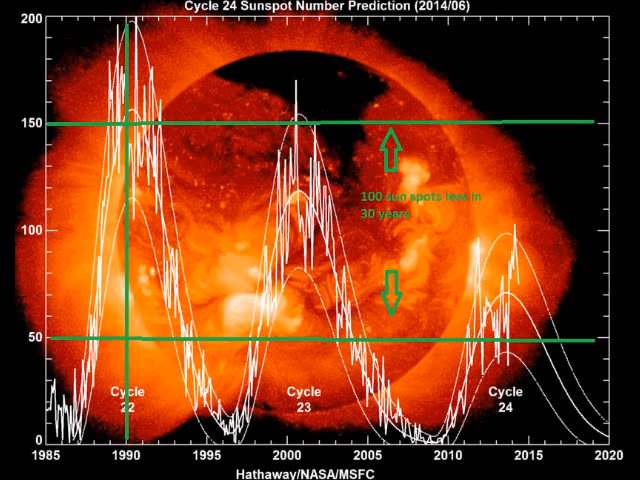 Cycle 24 Sunspot Number Prediction (2014/06)
200
150
100 sun spots less in
30 years
100
50
Cycle
22
Cycle
23
Cycle
24
0
1985 1990 1995 2000 2005 2010 2015 2020
Hathaway/NASA/MSFC